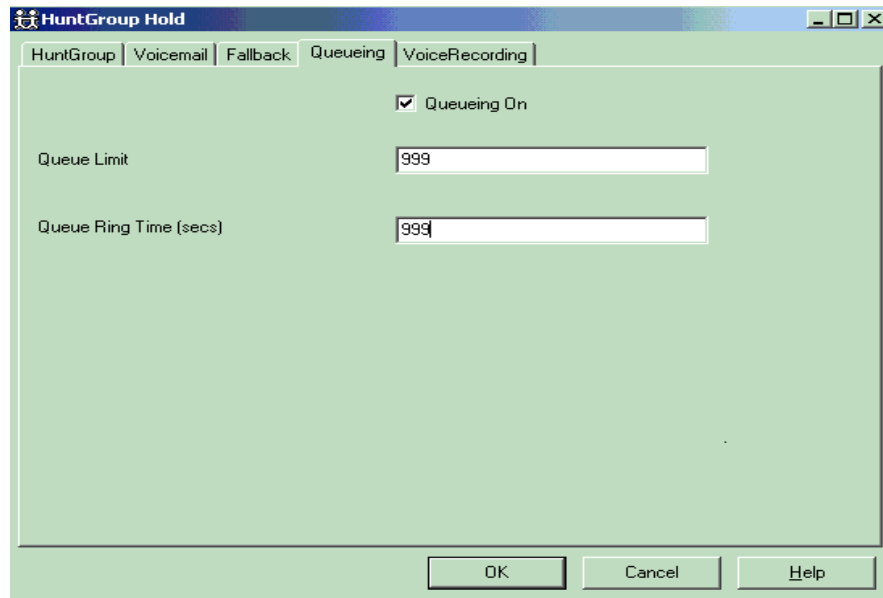 HuntGroup Hold
HuntGroup Voicemail Fallback Queueing VoiceRecording
Queueing On
Queue Limit 999
Queue Ring Time (secs) 999
OK Cancel Help